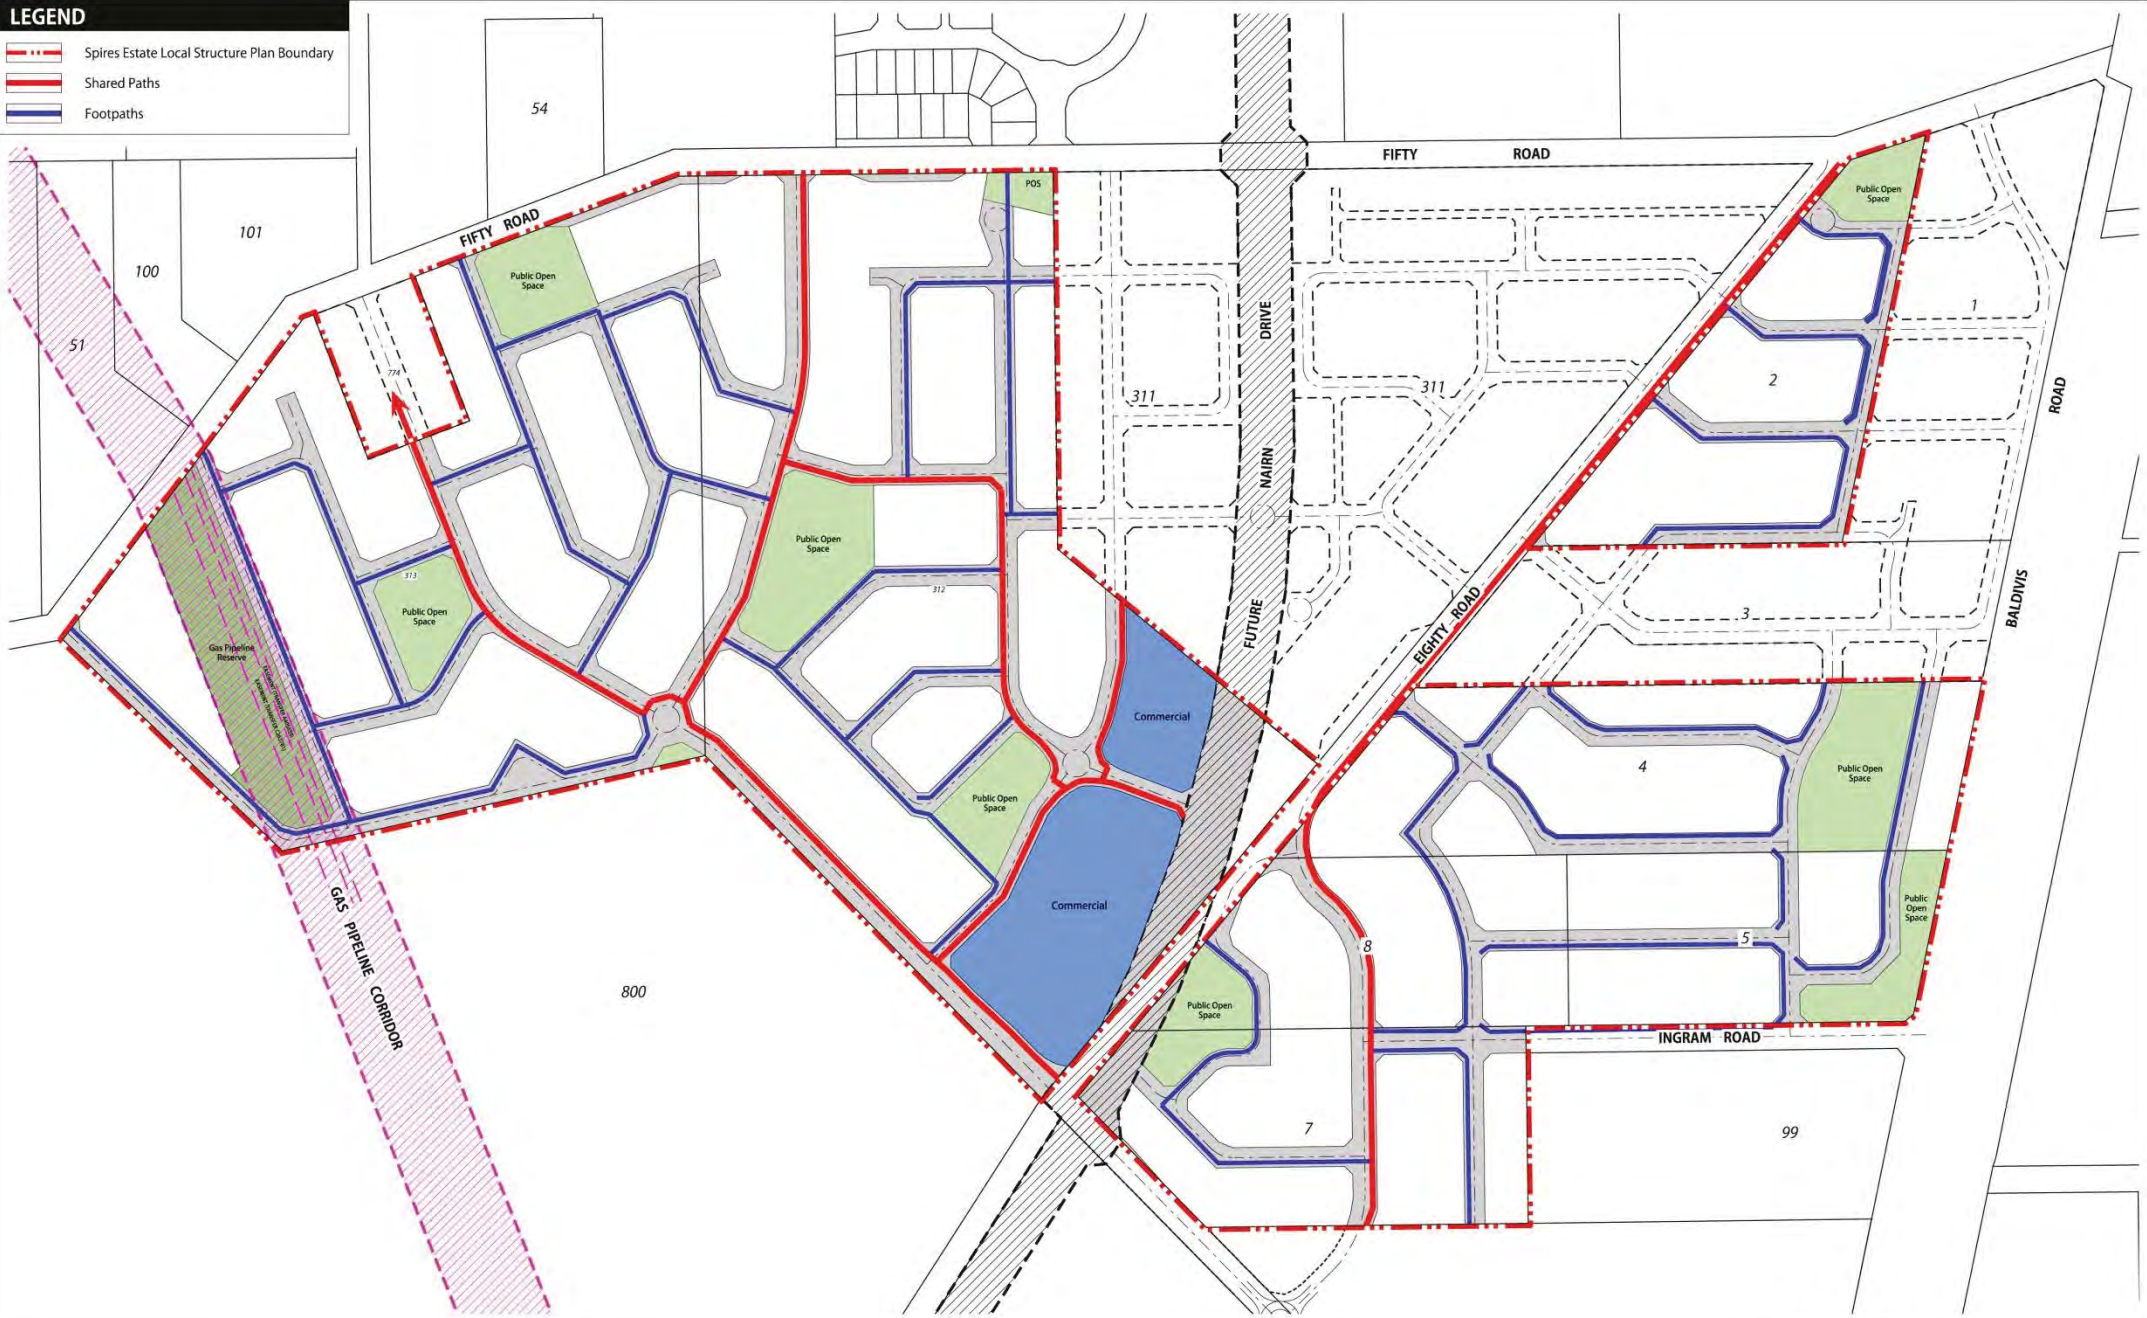 LEGEND
Spires Estate Local Structure Plan Boundary
Shared Paths
Footpaths
54
FIFTY ROAD
FIFTY ROAD
POS
Public Open
Space
101
100
Public Open
Space
51
1
DRIVE
774
2
311
311
ROAD
NAIRN
Public Open
Space
313
312
Public Open
Space
3
BALDIVIS
FUTURE
EIGHTY ROAD
Gas Pipeline
Reserve
Commercial
4
Public Open
Space
Public Open
Space
Commercial
Public
Open
Space
5
8
GAS PIPELINE CORRIDOR
800
Public Open
Space
INGRAM ROAD
7
99